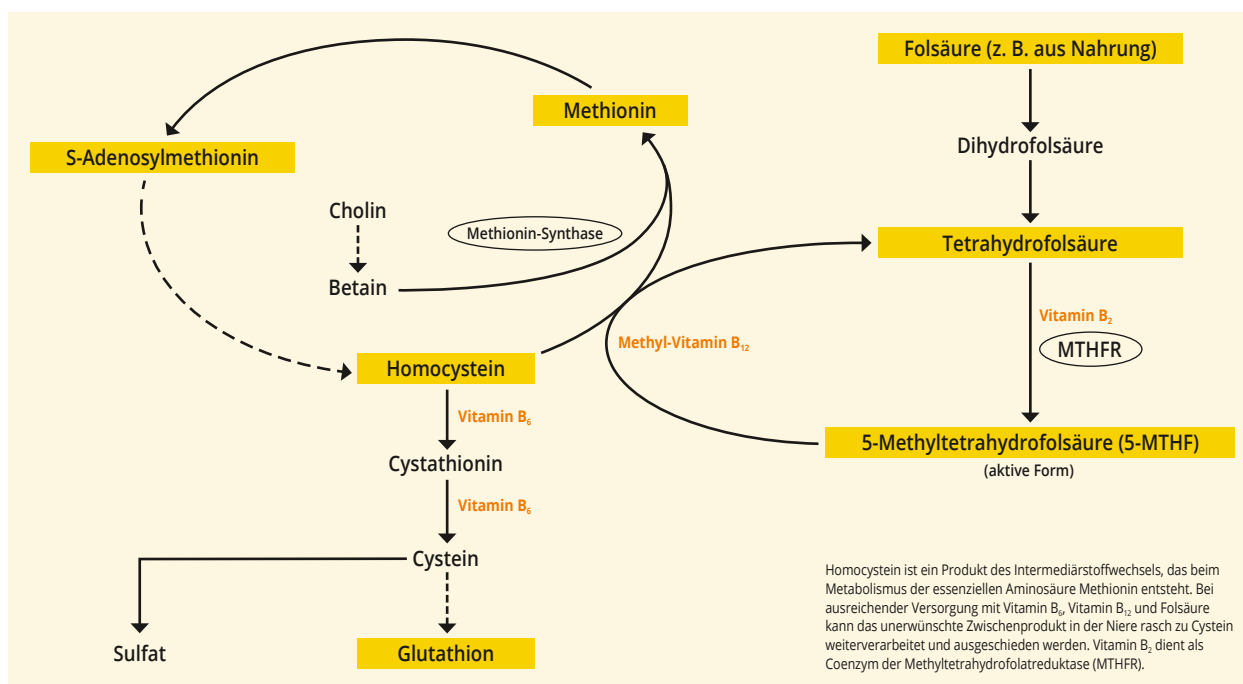 Folsäure (z. B. aus Nahrung)
Methionin
Dihydrofolsäure
S-Adenosylmethionin
Cholin
Methionin-Synthase
Tetrahydrofolsäure
Betain
Vitamin B₂
Methyl-Vitamin B₁₂
MTHFR
Homocystein
Vitamin B₆
5-Methyltetrahydrofolsäure (5-MTHF)
(aktive Form)
Cystathionin
Vitamin B₆
Cystein
Sulfat
Glutathion
Homocystein ist ein Produkt des Intermediärstoffwechsels, das beim
Metabolismus der essenziellen Aminosäure Methionin entsteht. Bei
ausreichender Versorgung mit Vitamin B₆, Vitamin B₁₂ und Folsäure
kann das unerwünschte Zwischenprodukt in der Niere rasch zu Cystein
weiterverarbeitet und ausgeschieden werden. Vitamin B₂ dient als
Coenzym der Methyltetrahydrofolatreduktase (MTHFR).